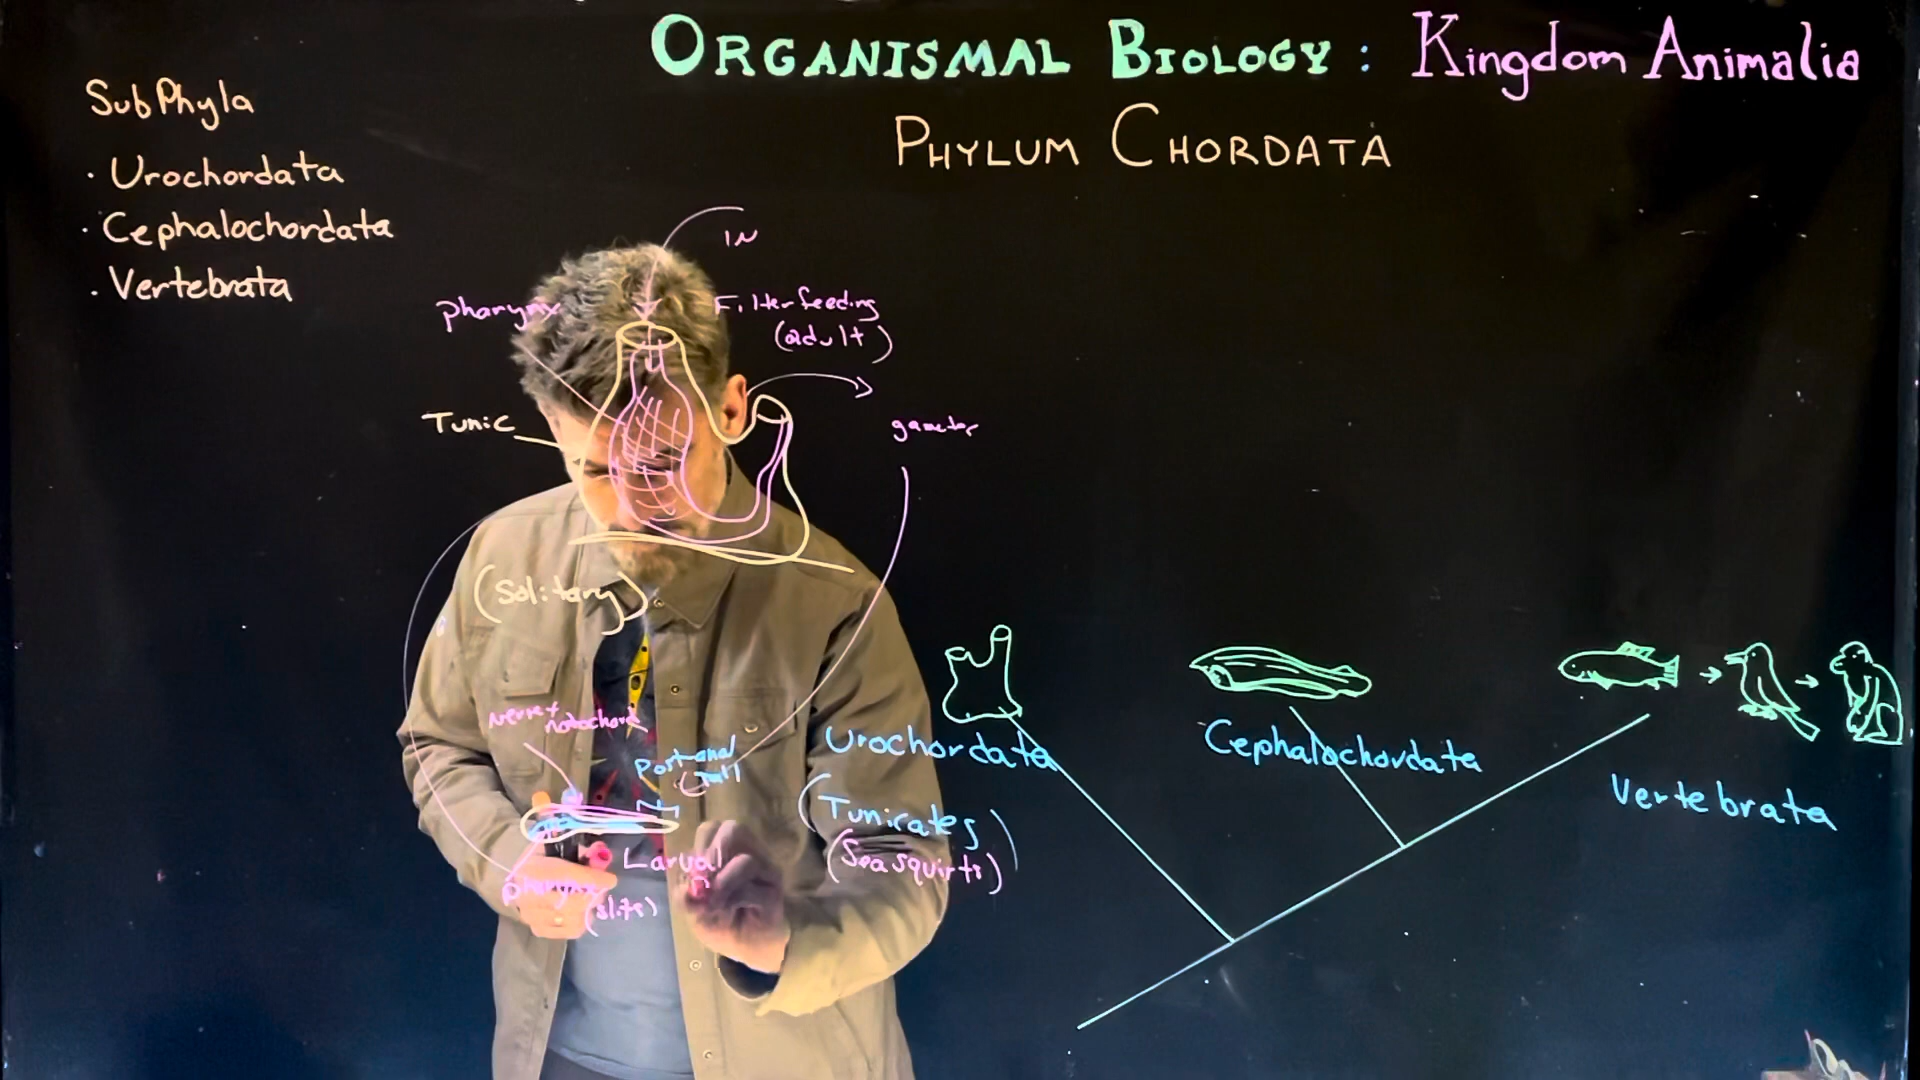 ORGANISMAL BIOLOGY: Kingdom Animalia
PHYLUM CHORDATA
SubPhyla
· Urochordata
· Cephalochordata
· Vertebrata
IN
pharynx
Filter feeding
(adult)
Tunic
gametes
(Solitary)
nerve +
notochord
Post-anal
tail
Larval
pharynx
(slits)
Urochordata
(Tunicates)
(Sea squirts)
Cephalochordata
Vertebrata